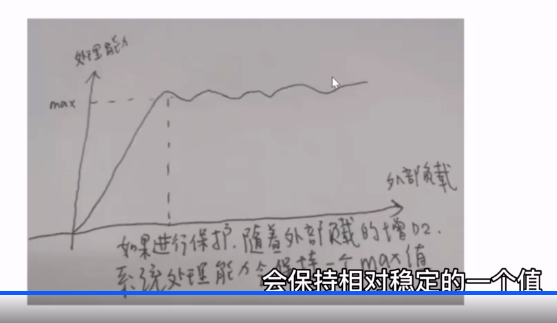 处理能力
max
外部负载
如果进行保护,随着外部负载的增加,
系统处理能力会保持一个max值
会保持相对稳定的一个值